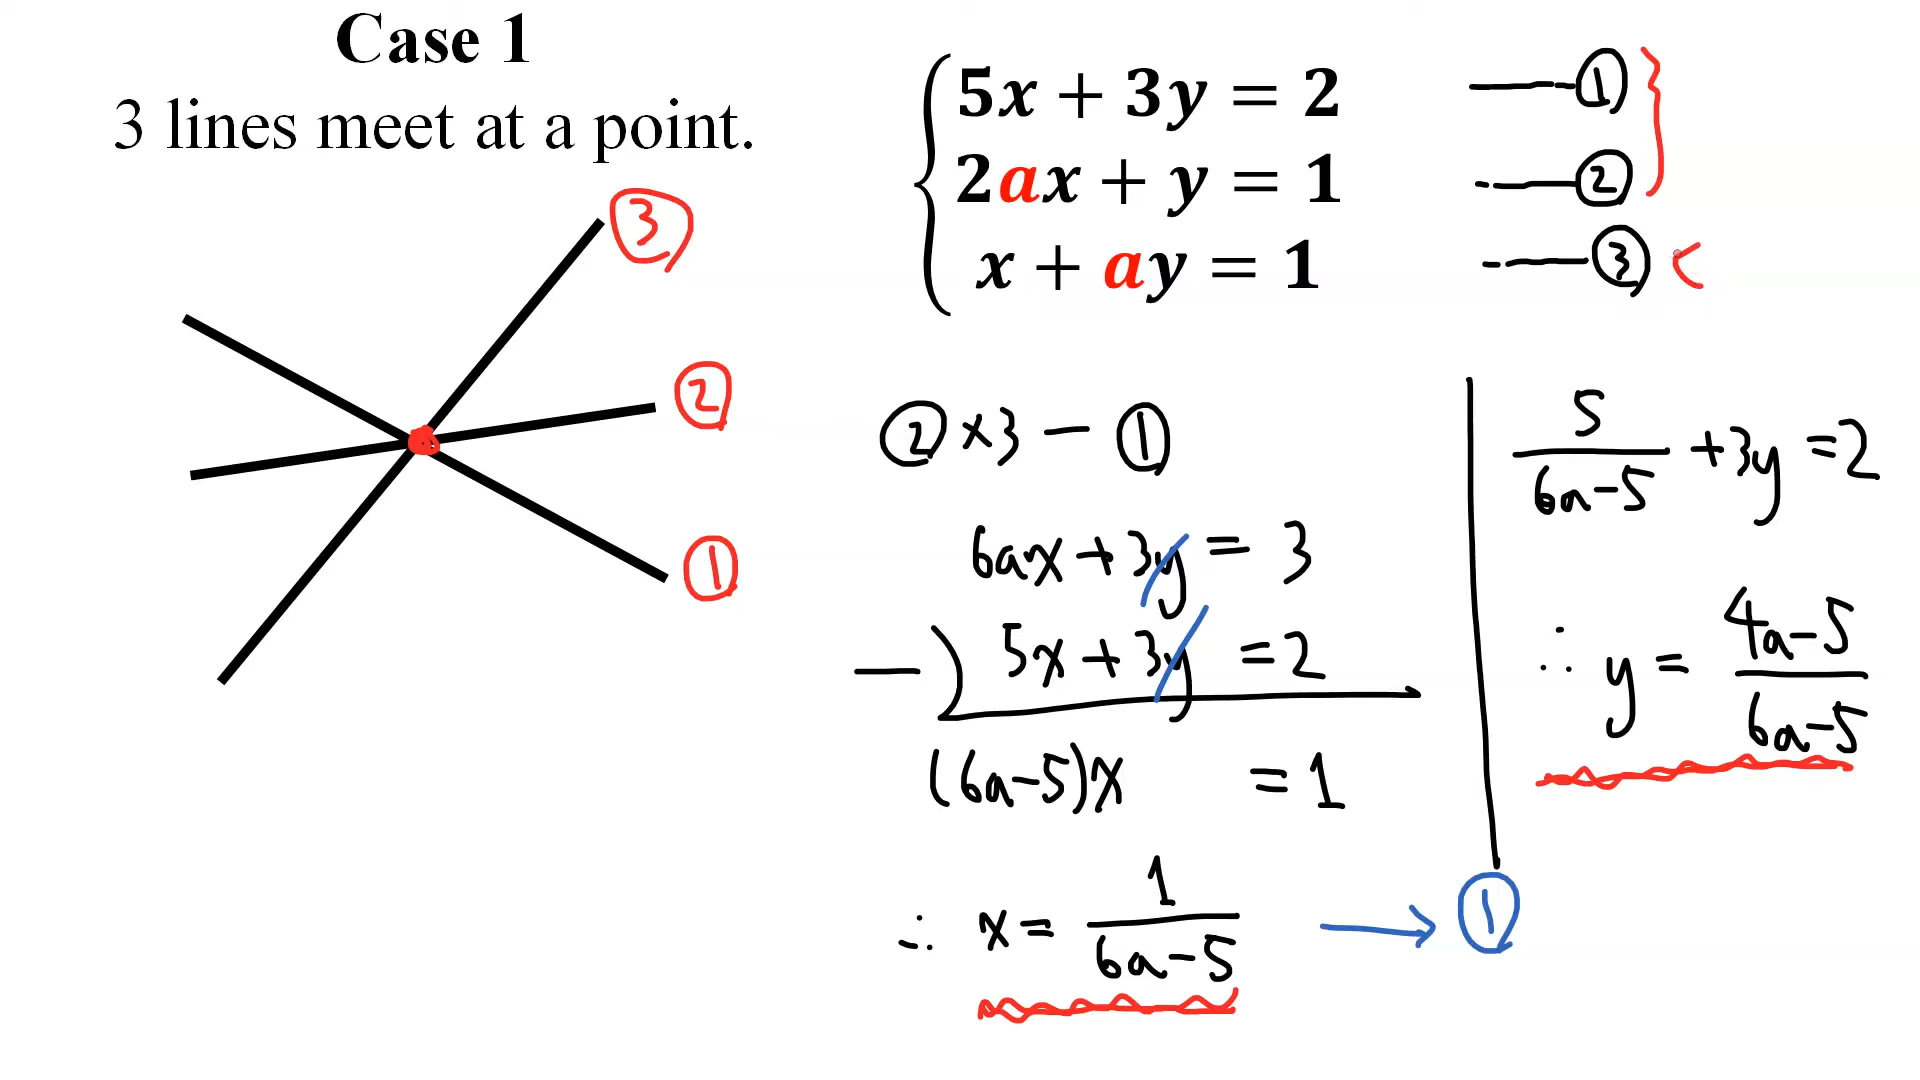 Case 1
3 lines meet at a point.
③
②
①
5x + 3y = 2 —— ①
2ax + y = 1 —— ②
x + ay = 1 —— ③
② ×3 − ①
6ax + 3y = 3
−) 5x + 3y = 2
(6a−5)x = 1
∴ x = 1/(6a−5) → ①
5/(6a−5) + 3y = 2
∴ y = (4a−5)/(6a−5)